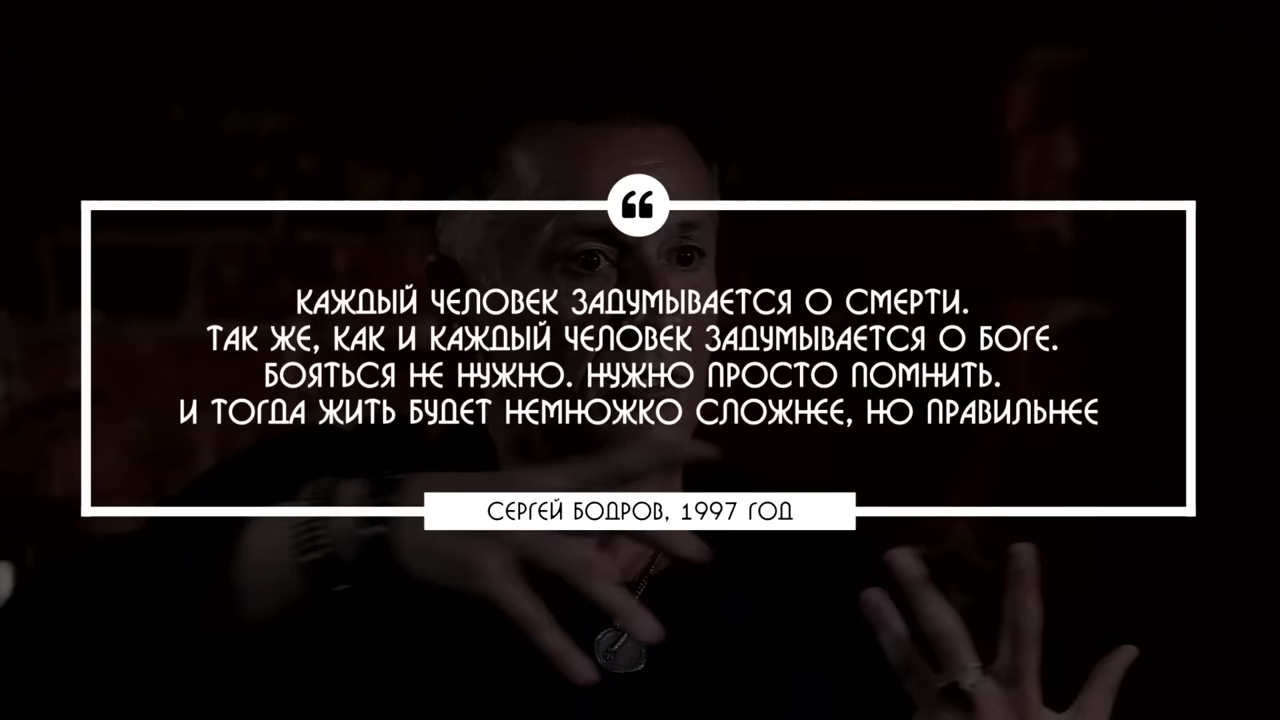 “
КАЖДЫЙ ЧЕЛОВЕК ЗАДУМЫВАЕТСЯ О СМЕРТИ.
ТАК ЖЕ, КАК И КАЖДЫЙ ЧЕЛОВЕК ЗАДУМЫВАЕТСЯ О БОГЕ.
БОЯТЬСЯ НЕ НУЖНО. НУЖНО ПРОСТО ПОМНИТЬ.
И ТОГДА ЖИТЬ БУДЕТ НЕМНОЖКО СЛОЖНЕЕ, НО ПРАВИЛЬНЕЕ
СЕРГЕЙ БОДРОВ, 1997 ГОД